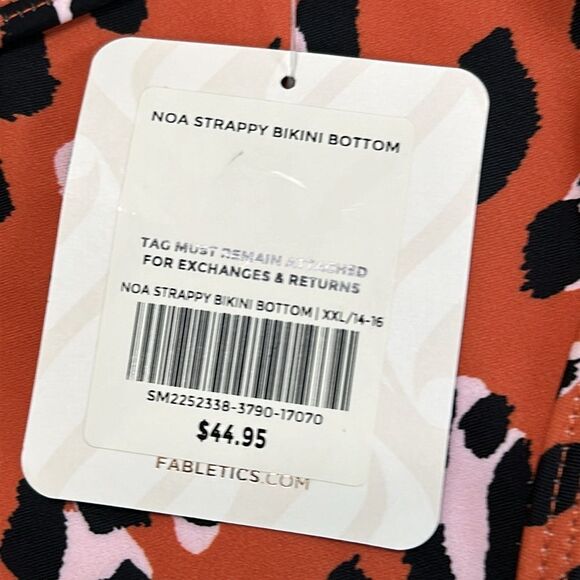 NOA STRAPPY BIKINI BOTTOM
TAG MUST REMAIN ATTACHED
FOR EXCHANGES & RETURNS
NOA STRAPPY BIKINI BOTTOM | XXL/14-16
SM2252338-3790-17070
$44.95
FABLETICS.COM